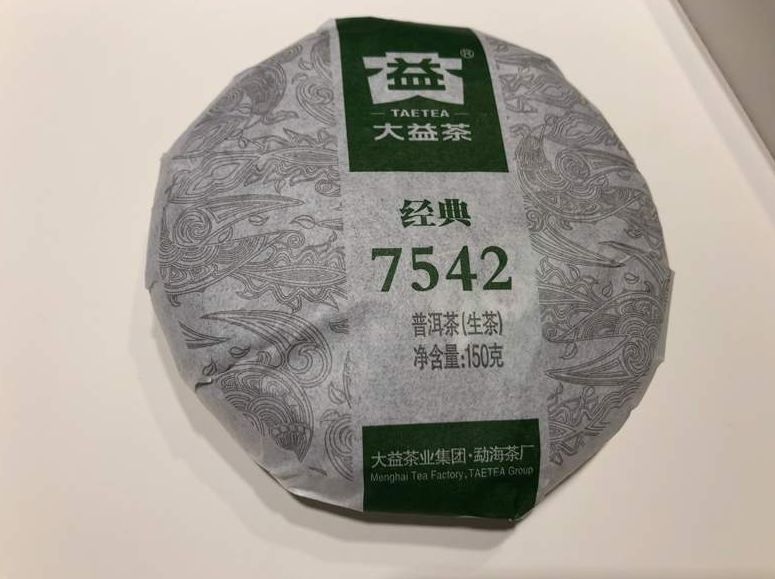 益®
TAETEA
大益茶
经典
7542
普洱茶(生茶)
净含量:150克
大益茶业集团·勐海茶厂
Menghai Tea Factory, TAETEA Group